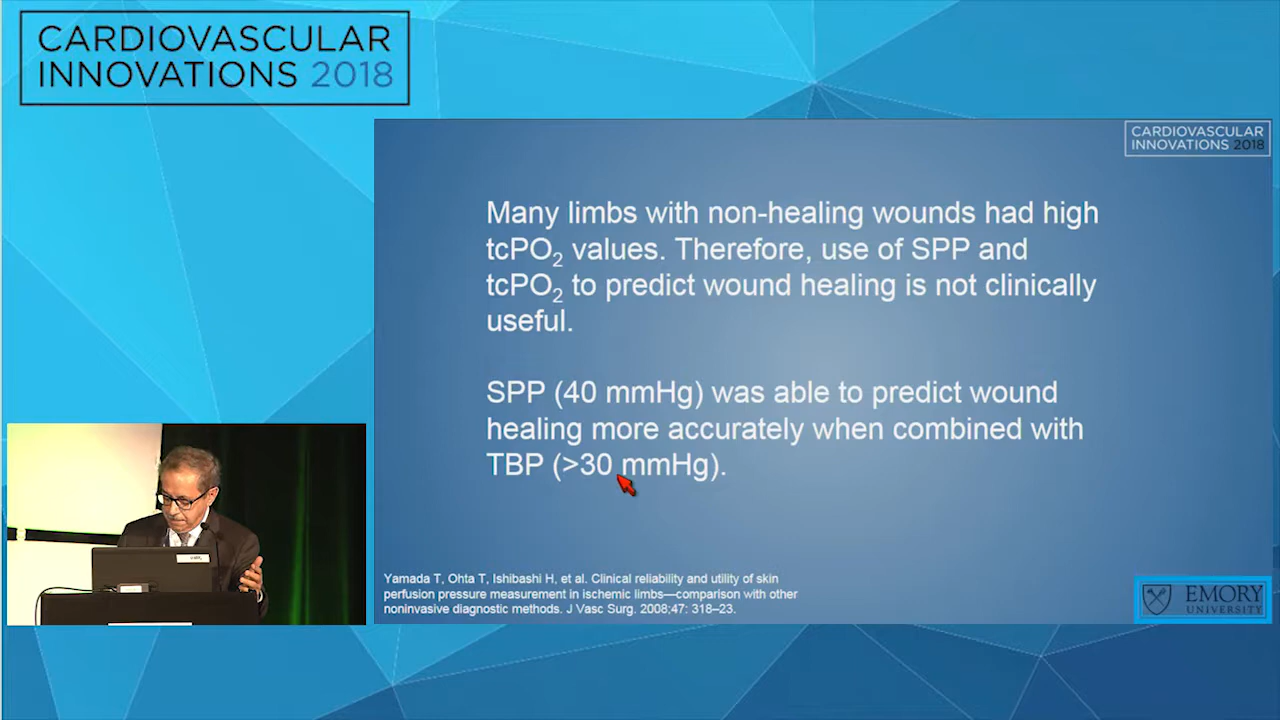 CARDIOVASCULAR
INNOVATIONS 2018
CARDIOVASCULAR
INNOVATIONS 2018
Many limbs with non-healing wounds had high
tcPO₂ values. Therefore, use of SPP and
tcPO₂ to predict wound healing is not clinically
useful.
SPP (40 mmHg) was able to predict wound
healing more accurately when combined with
TBP (>30 mmHg).
Yamada T, Ohta T, Ishibashi H, et al. Clinical reliability and utility of skin
perfusion pressure measurement in ischemic limbs—comparison with other
noninvasive diagnostic methods. J Vasc Surg. 2008;47: 318–23.
EMORY
UNIVERSITY